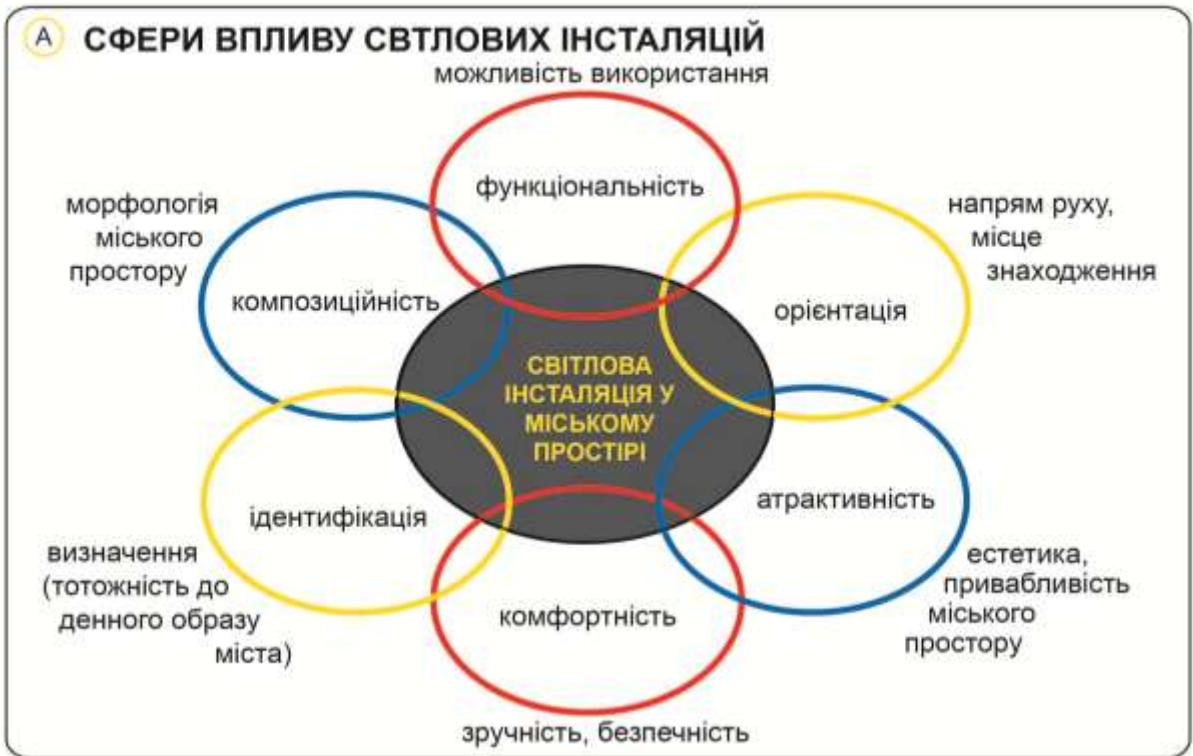 А СФЕРИ ВПЛИВУ СВТЛОВИХ ІНСТАЛЯЦІЙ
можливість використання
функціональність
морфологія
міського
простору
композиційність
напрям руху,
місце
знаходження
орієнтація
СВІТЛОВА
ІНСТАЛЯЦІЯ У
МІСЬКОМУ
ПРОСТІРІ
ідентифікація
визначення
(тотожність до
денного образу
міста)
атрактивність
естетика,
привабливість
міського
простору
комфортність
зручність, безпечність